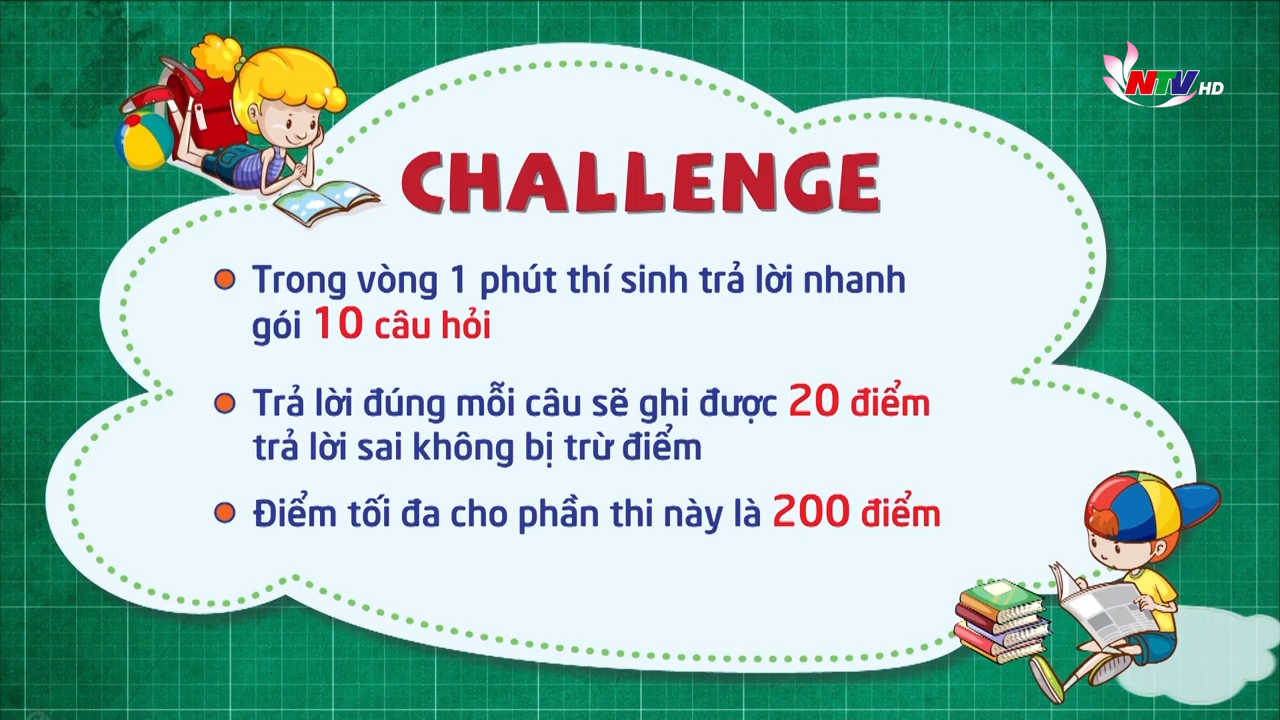 NTV HD
CHALLENGE
Trong vòng 1 phút thí sinh trả lời nhanh
gói 10 câu hỏi
Trả lời đúng mỗi câu sẽ ghi được 20 điểm
trả lời sai không bị trừ điểm
Điểm tối đa cho phần thi này là 200 điểm